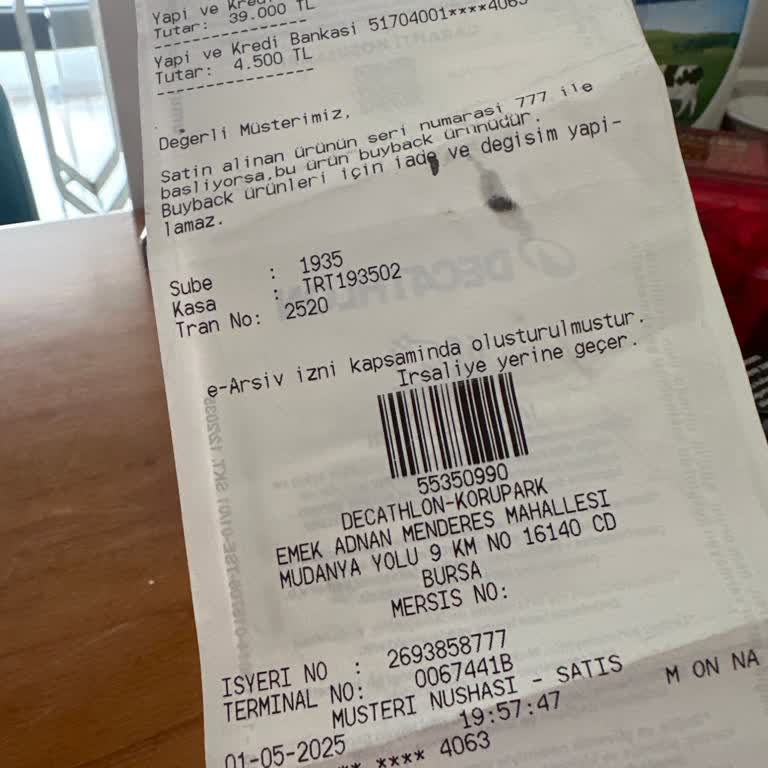 Yapi ve Kredi
Tutar: 39.000 TL
----------------
Yapi ve Kredi Bankasi 51704001****4063
Tutar: 4.500 TL
----------------
Değerli Müsterimiz,
Satin alinan ürünün seri numarasi 777 ile
basliyorsa,bu ürün buyback ürünüdür.
Buyback ürünleri için iade ve degisim yapi-
lamaz.
Sube : 1935
Kasa : TRT193502
Tran No: 2520
e-Arsiv izni kapsaminda olusturulmustur.
Irsaliye yerine geçer.
55350990
DECATHLON-KORUPARK
EMEK ADNAN MENDERES MAHALLESI
MUDANYA YOLU 9 KM NO 16140 CD
BURSA
MERSIS NO:
ISYERI NO : 2693858777
TERMINAL NO: 0067441B
MUSTERI NUSHASI - SATIS M ON NA
01-05-2025 19:57:47
** **** 4063